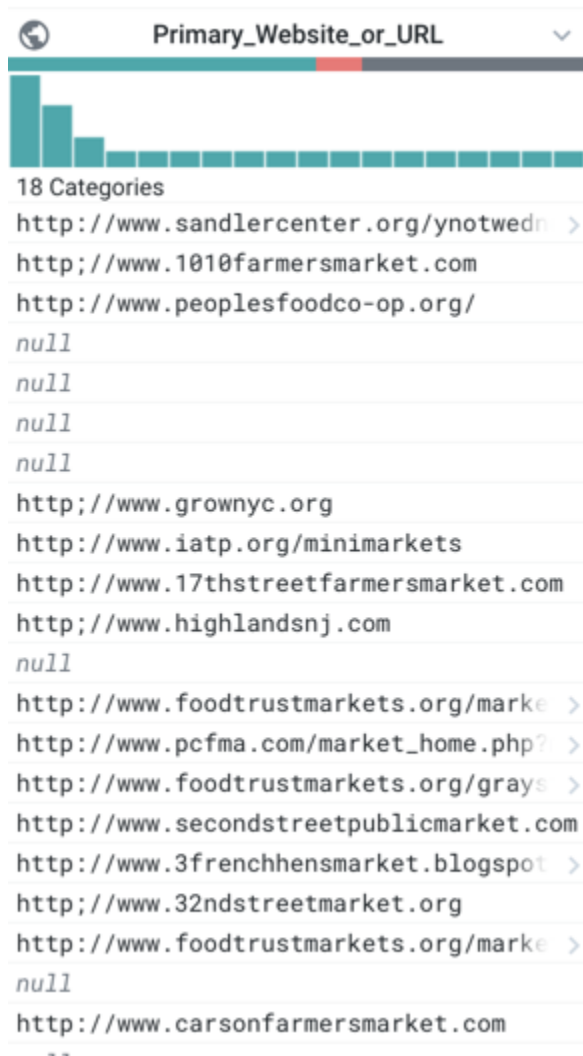 Primary_Website_or_URL
18 Categories
http://www.sandlercenter.org/ynotwedn
http;//www.1010farmersmarket.com
http://www.peoplesfoodco-op.org/
null
null
null
null
http;//www.grownyc.org
http://www.iatp.org/minimarkets
http://www.17thstreetfarmersmarket.com
http;//www.highlandsnj.com
null
http://www.foodtrustmarkets.org/marke
http://www.pcfma.com/market_home.php?
http://www.foodtrustmarkets.org/grays
http://www.secondstreetpublicmarket.com
http://www.3frenchhensmarket.blogspot
http;//www.32ndstreetmarket.org
http://www.foodtrustmarkets.org/marke
null
http://www.carsonfarmersmarket.com